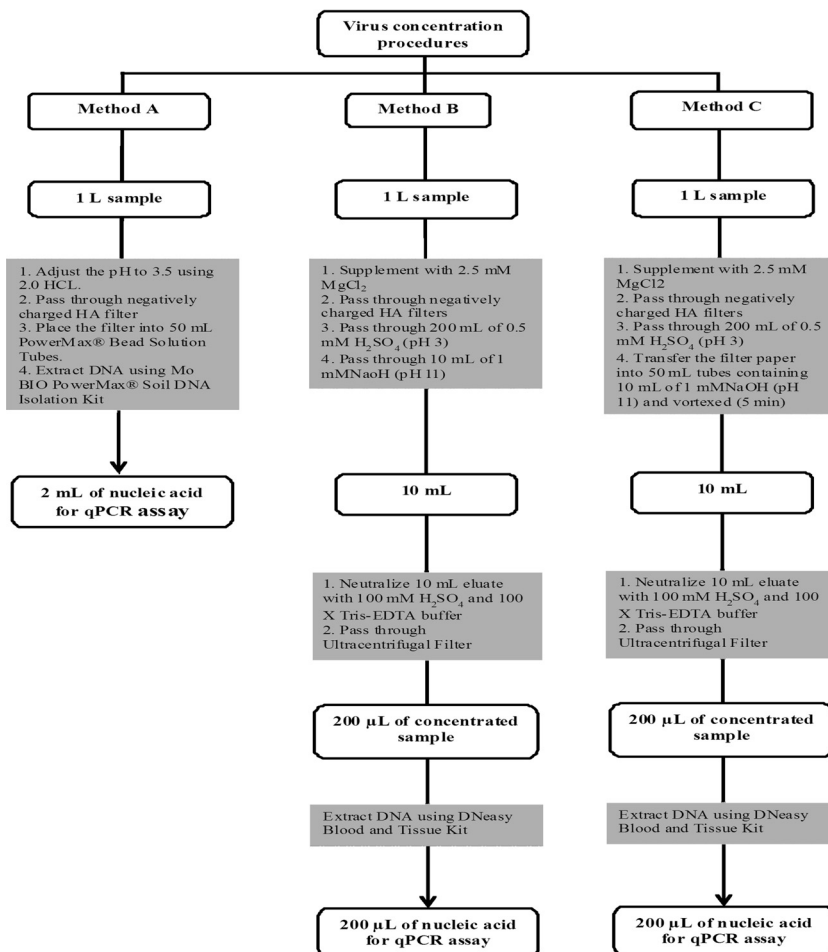 Virus concentration
procedures
Method A
1 L sample
1. Adjust the pH to 3.5 using
2.0 HCL.
2. Pass through negatively
charged HA filter
3. Place the filter into 50 mL
PowerMax® Bead Solution
Tubes.
4. Extract DNA using Mo
BIO PowerMax® Soil DNA
Isolation Kit
2 mL of nucleic acid
for qPCR assay
Method B
1 L sample
1. Supplement with 2.5 mM
MgCl₂
2. Pass through negatively
charged HA filters
3. Pass through 200 mL of 0.5
mM H₂SO₄ (pH 3)
4. Pass through 10 mL of 1
mMNaoH (pH 11)
10 mL
1. Neutralize 10 mL eluate
with 100 mM H₂SO₄ and 100
X Tris-EDTA buffer
2. Pass through
Ultracentrifugal Filter
200 µL of concentrated
sample
Extract DNA using DNeasy
Blood and Tissue Kit
200 µL of nucleic acid
for qPCR assay
Method C
1 L sample
1. Supplement with 2.5 mM
MgCl2
2. Pass through negatively
charged HA filters
3. Pass through 200 mL of 0.5
mM H₂SO₄ (pH 3)
4. Transfer the filter paper
into 50 mL tubes containing
10 mL of 1 mMNaOH (pH
11) and vortexed (5 min)
10 mL
1. Neutralize 10 mL eluate
with 100 mM H₂SO₄ and 100
X Tris-EDTA buffer
2. Pass through
Ultracentrifugal Filter
200 µL of concentrated
sample
Extract DNA using DNeasy
Blood and Tissue Kit
200 µL of nucleic acid
for qPCR assay